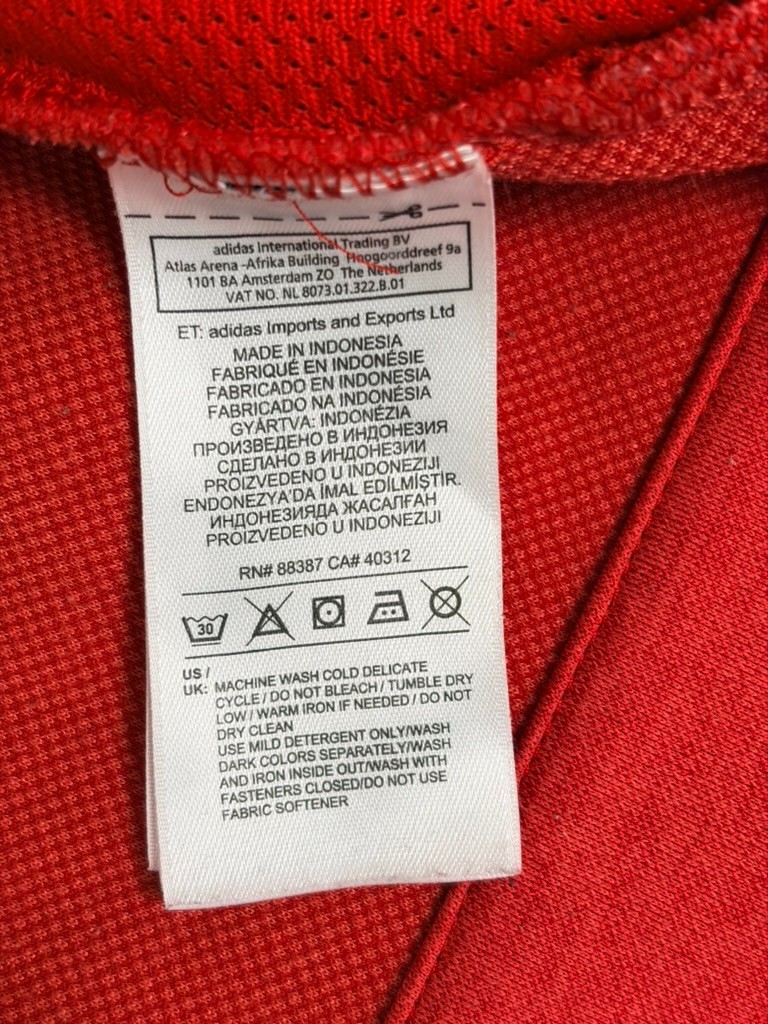 adidas International Trading BV
Atlas Arena -Afrika Building Hoogoorddreef 9a
1101 BA Amsterdam ZO The Netherlands
VAT NO. NL 8073.01.322.B.01
ET: adidas Imports and Exports Ltd
MADE IN INDONESIA
FABRIQUÉ EN INDONÉSIE
FABRICADO EN INDONESIA
FABRICADO NA INDONÉSIA
GYÁRTVA: INDONÉZIA
ПРОИЗВЕДЕНО В ИНДОНЕЗИЯ
СДЕЛАНО В ИНДОНЕЗИИ
PROIZVEDENO U INDONEZIJI
ENDONEZYA'DA İMAL EDİLMİŞTİR.
ИНДОНЕЗИЯДА ЖАСАЛҒАН
PROIZVEDENO U INDONEZIJI
RN# 88387 CA# 40312
30
US /
UK: MACHINE WASH COLD DELICATE
CYCLE / DO NOT BLEACH / TUMBLE DRY
LOW / WARM IRON IF NEEDED / DO NOT
DRY CLEAN
USE MILD DETERGENT ONLY/WASH
DARK COLORS SEPARATELY/WASH
AND IRON INSIDE OUT/WASH WITH
FASTENERS CLOSED/DO NOT USE
FABRIC SOFTENER